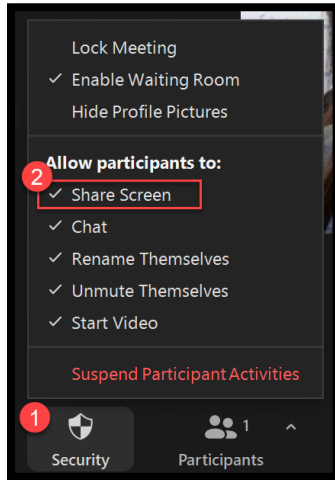 Lock Meeting
✓ Enable Waiting Room
Hide Profile Pictures
Allow participants to:
2
✓ Share Screen
✓ Chat
✓ Rename Themselves
✓ Unmute Themselves
✓ Start Video
Suspend Participant Activities
1
1
Security
Participants